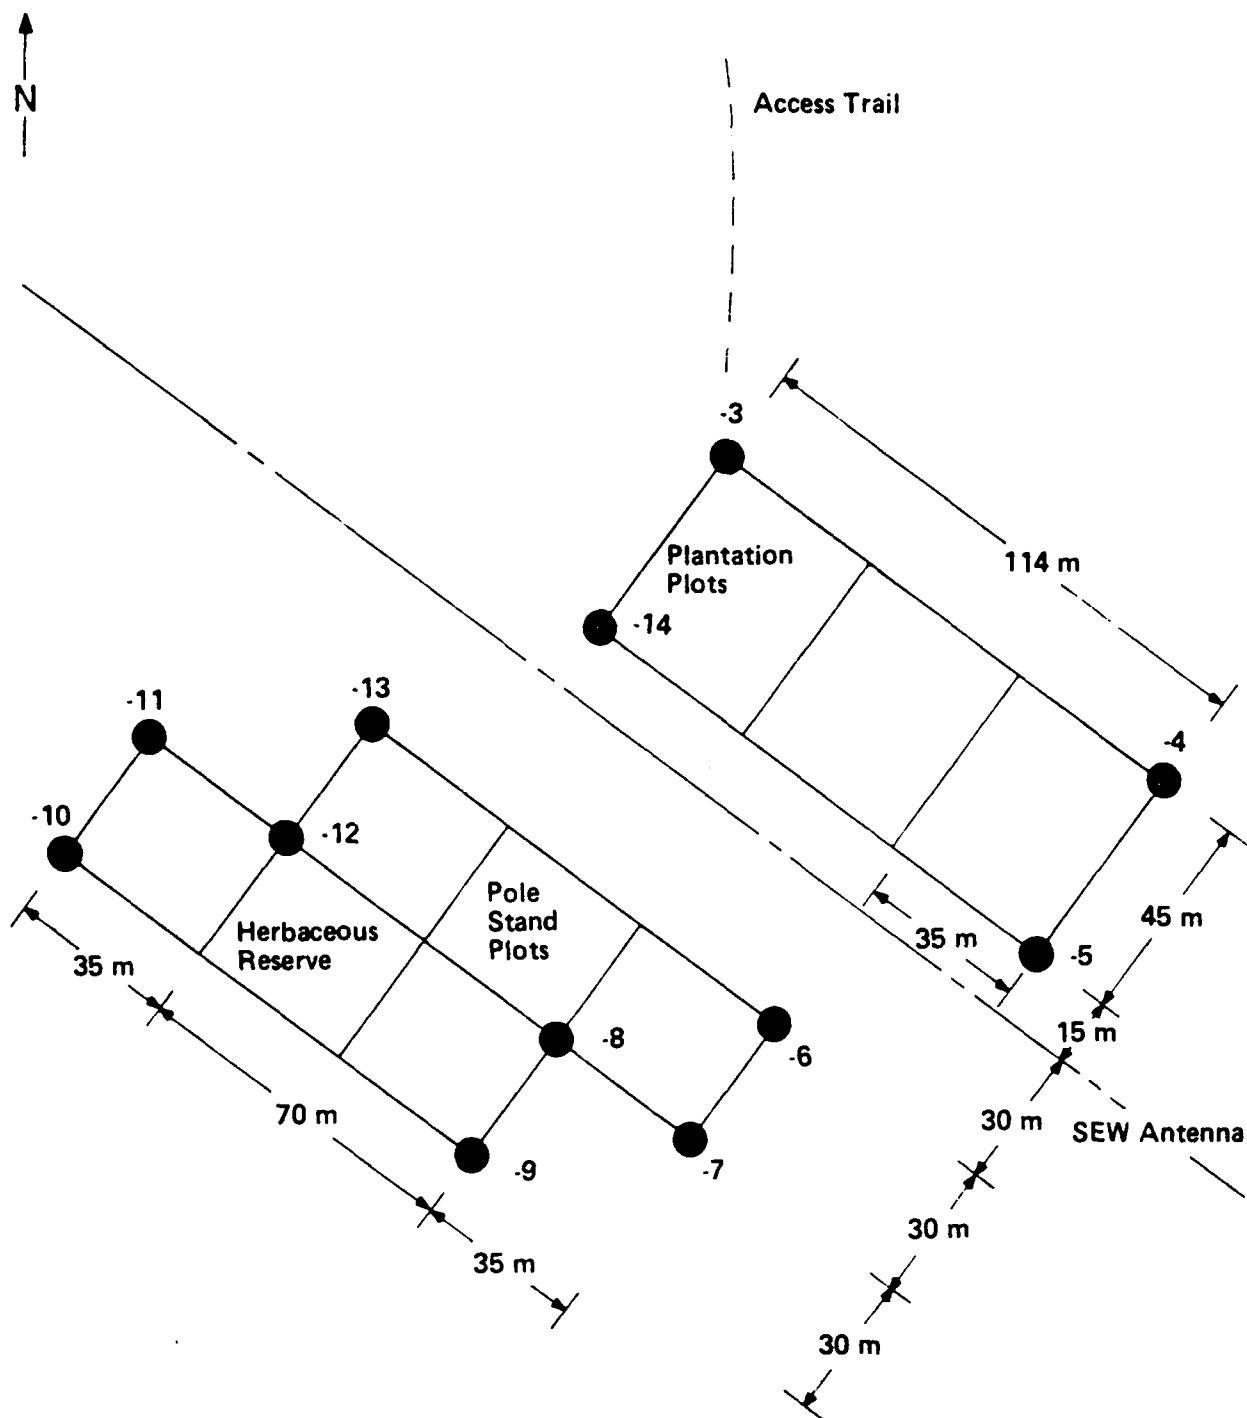 N
Access Trail
-3
114 m
Plantation
Plots
-14
-4
-11
-13
-10
-12
Pole
Stand
Plots
Herbaceous
Reserve
35 m
45 m
-5
35 m
15 m
-8
-6
70 m
30 m
SEW Antenna
-9
-7
30 m
35 m
30 m